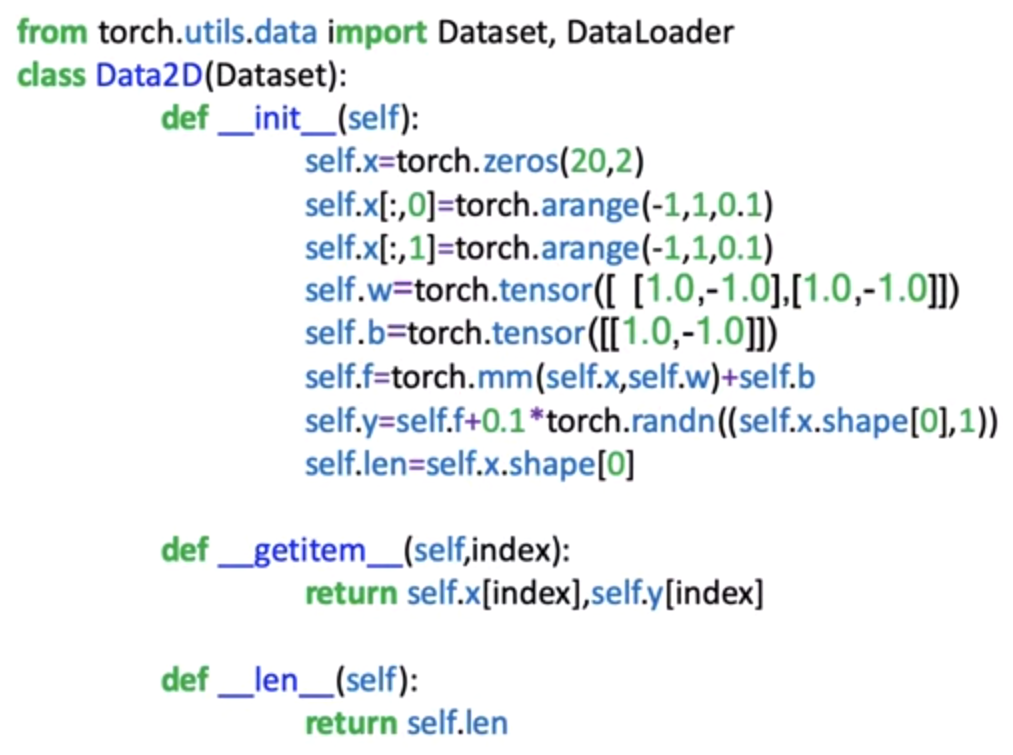 from torch.utils.data import Dataset, DataLoader
class Data2D(Dataset):
def __init__(self):
self.x=torch.zeros(20,2)
self.x[:,0]=torch.arange(-1,1,0.1)
self.x[:,1]=torch.arange(-1,1,0.1)
self.w=torch.tensor([ [1.0,-1.0],[1.0,-1.0]])
self.b=torch.tensor([[1.0,-1.0]])
self.f=torch.mm(self.x,self.w)+self.b
self.y=self.f+0.1*torch.randn((self.x.shape[0],1))
self.len=self.x.shape[0]
def __getitem__(self,index):
return self.x[index],self.y[index]
def __len__(self):
return self.len